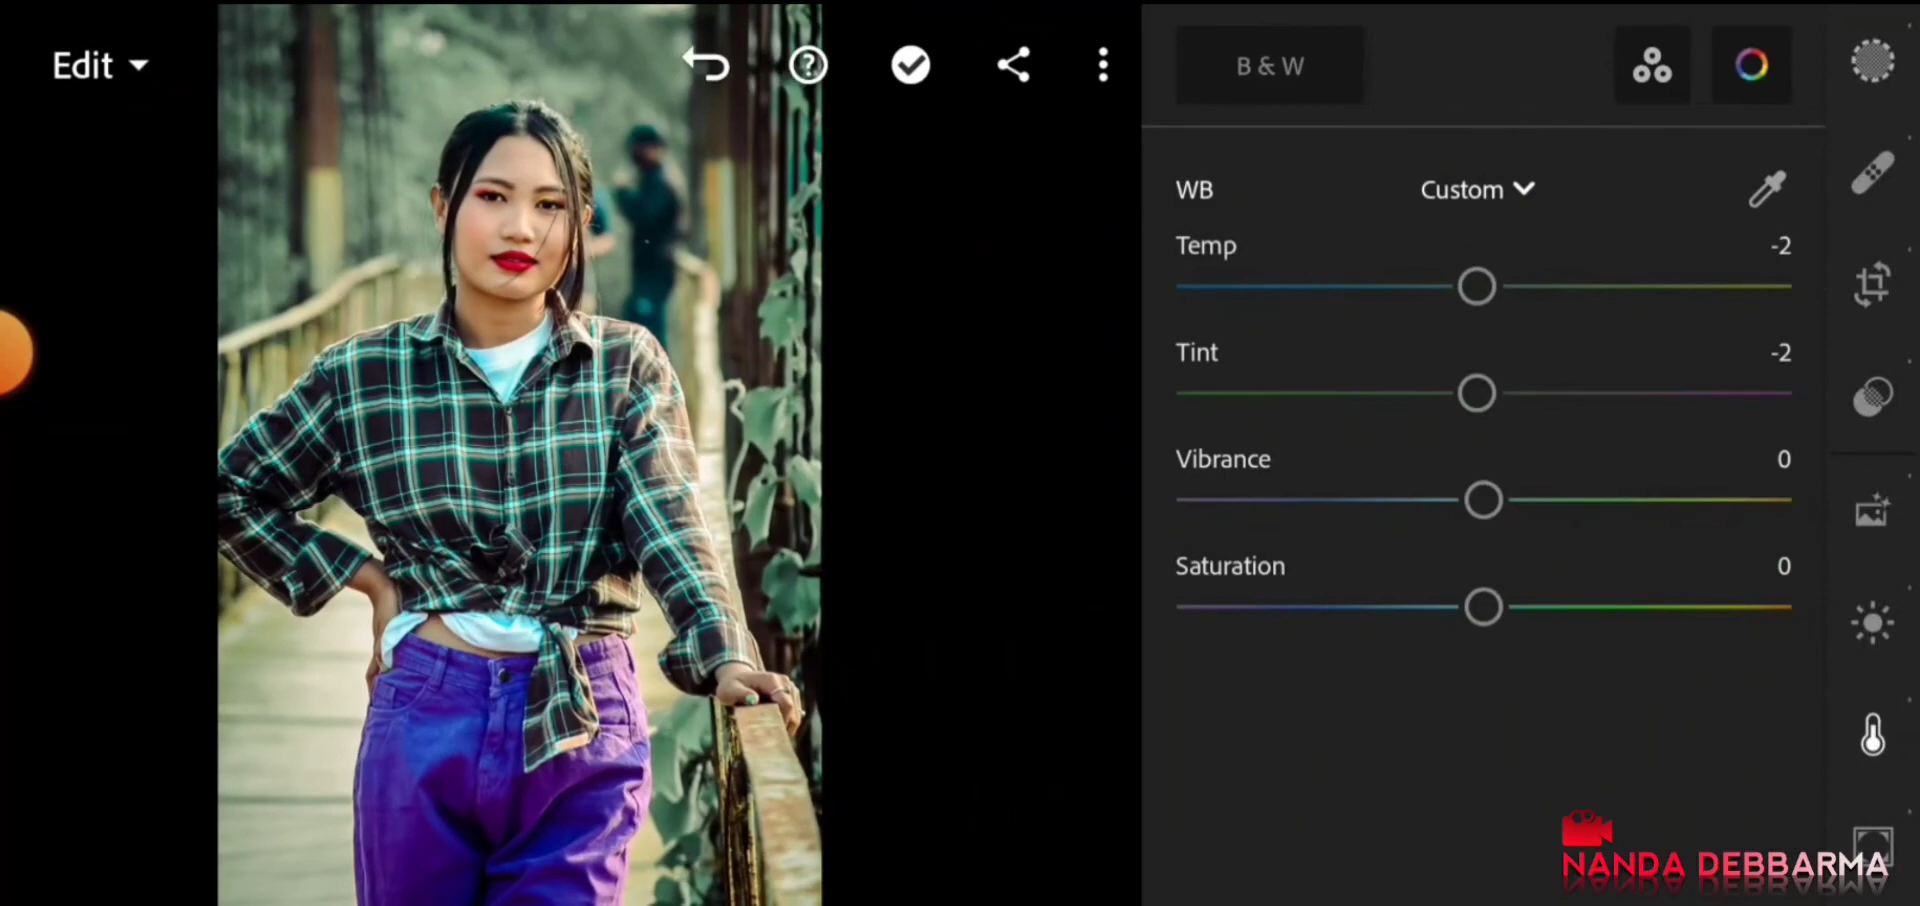 Edit
B & W
WB
Custom
Temp
-2
Tint
-2
Vibrance
0
Saturation
0
NANDA DEBBARMA